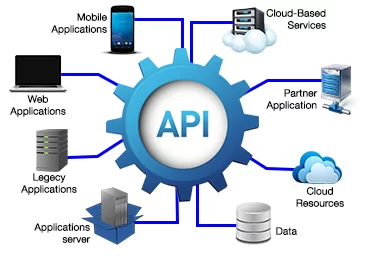 Mobile
Applications
Cloud-Based
Services
Web
Applications
Partner
Application
API
Legecy
Applications
Cloud
Resources
Applications
server
Data